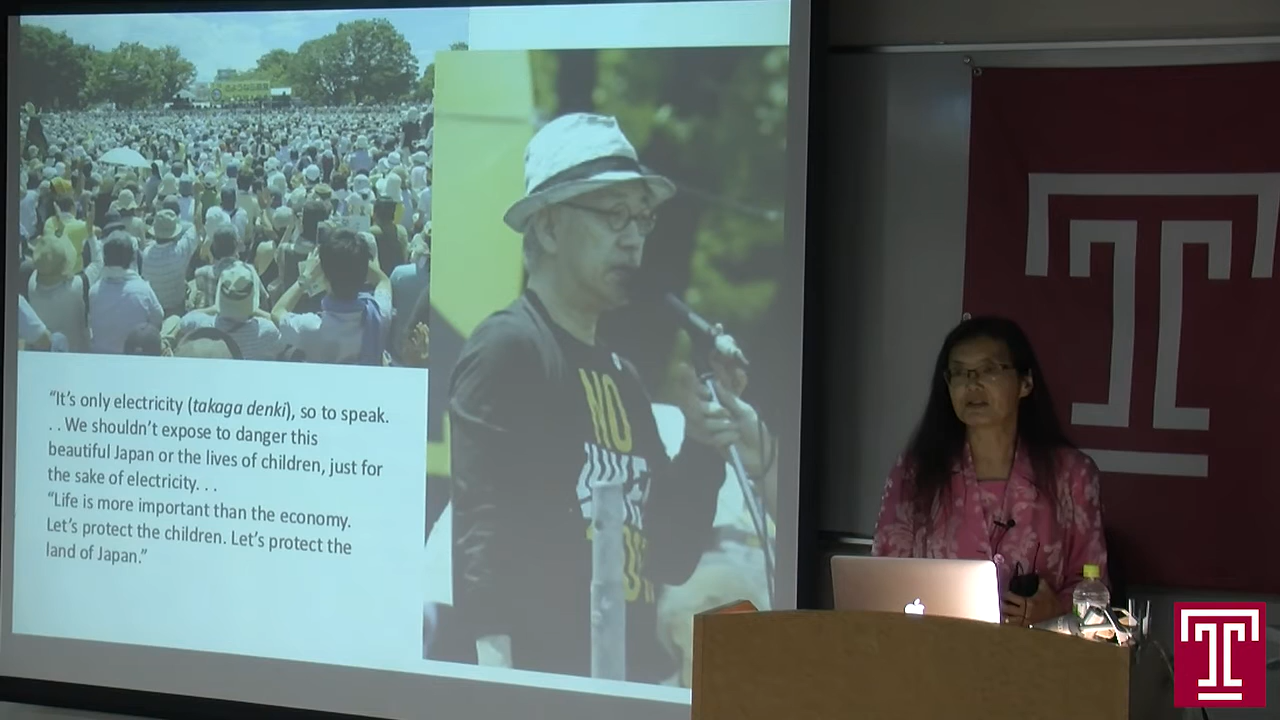 “It’s only electricity (takaga denki), so to speak.
. . We shouldn’t expose to danger this
beautiful Japan or the lives of children, just for
the sake of electricity. . .
“Life is more important than the economy.
Let’s protect the children. Let’s protect the
land of Japan.”
NO
T
T